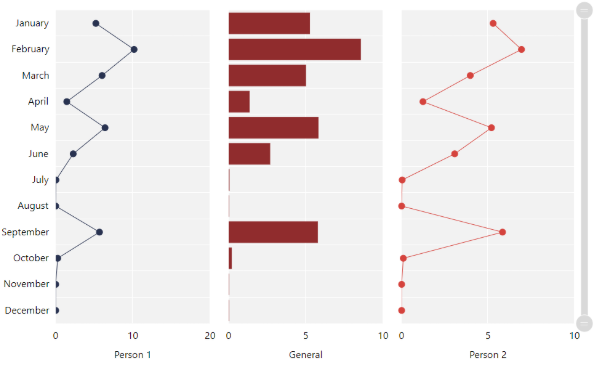 January
February
March
April
May
June
July
August
September
October
November
December
0 10 20 0 5 10 0 5 10
Person 1 General Person 2